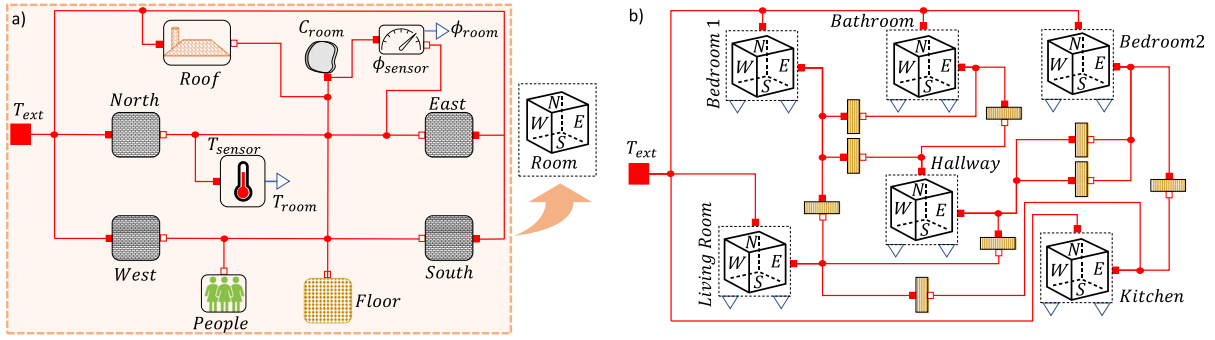 a)
Roof
C_room
ϕ_sensor
ϕ_room
T_ext
North
East
T_sensor
T_room
N
W
E
S
Room
West
South
People
Floor
b)
Bedroom 1
N
W
E
S
Bathroom
N
W
E
S
Bedroom2
N
W
E
S
T_ext
Hallway
N
W
E
S
Living Room
N
W
E
S
Kitchen
N
W
E
S